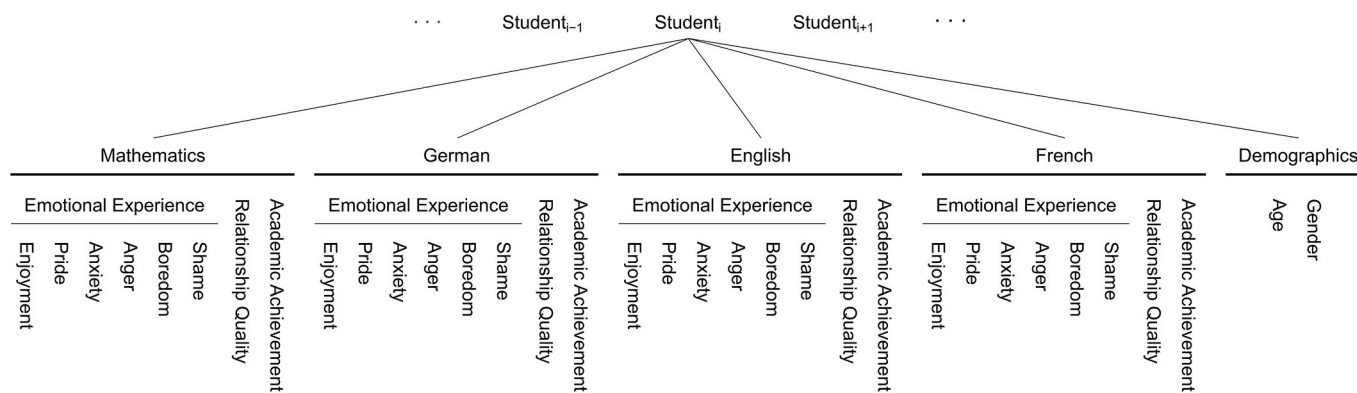 · · · Student i−1 Student i Student i+1 · · ·
Mathematics German English French Demographics
Emotional Experience Relationship Quality Academic Achievement Emotional Experience Relationship Quality Academic Achievement Emotional Experience Relationship Quality Academic Achievement Emotional Experience Relationship Quality Academic Achievement Age Gender
Enjoyment Pride Anxiety Anger Boredom Shame Enjoyment Pride Anxiety Anger Boredom Shame Enjoyment Pride Anxiety Anger Boredom Shame Enjoyment Pride Anxiety Anger Boredom Shame